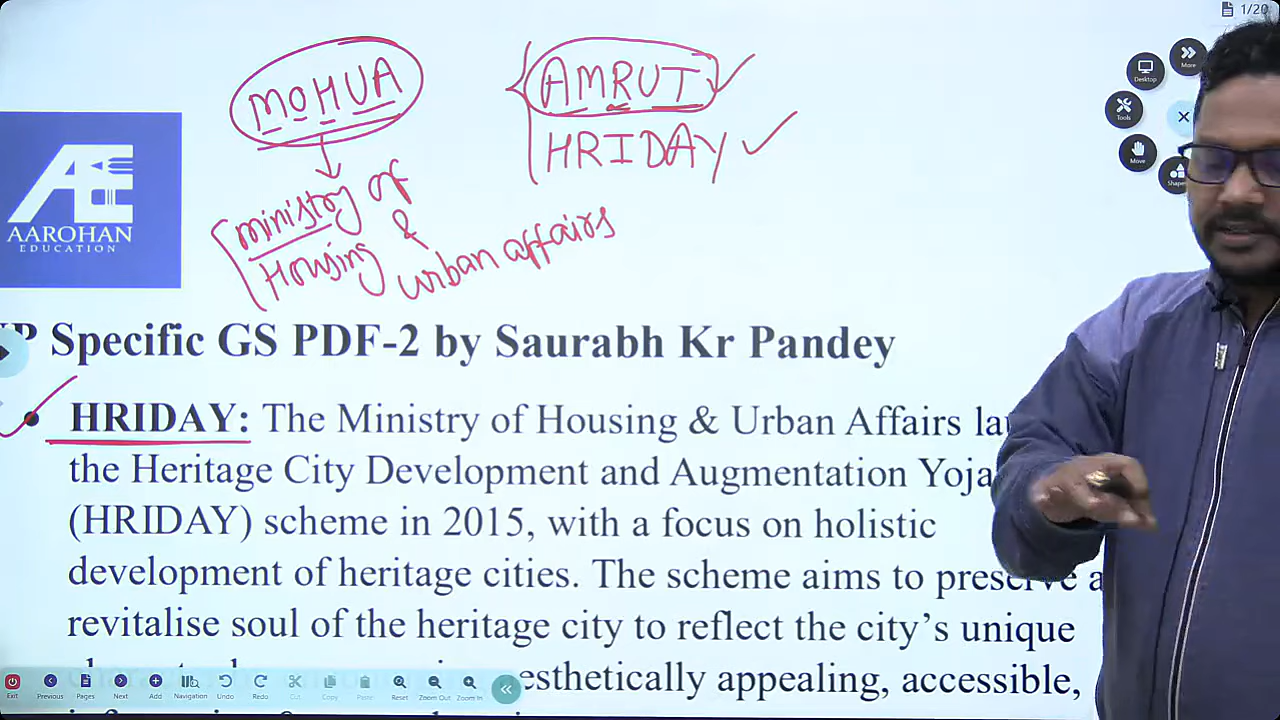 1/20
More
Desktop
Tools
Move
Shapes
MOHUA
AMRUT
HRIDAY
ministry of
Housing &
urban affairs
AE
AAROHAN
EDUCATION
Specific GS PDF-2 by Saurabh Kr Pandey
HRIDAY: The Ministry of Housing & Urban Affairs
the Heritage City Development and Augmentation
(HRIDAY) scheme in 2015, with a focus on holistic
development of heritage cities. The scheme aims to preserve
revitalise soul of the heritage city to reflect the city's unique
esthetically appealing, accessible,
Exit Previous Pages Next Add Navigation Undo Redo Cut Copy Paste Reset Zoom Out Zoom In